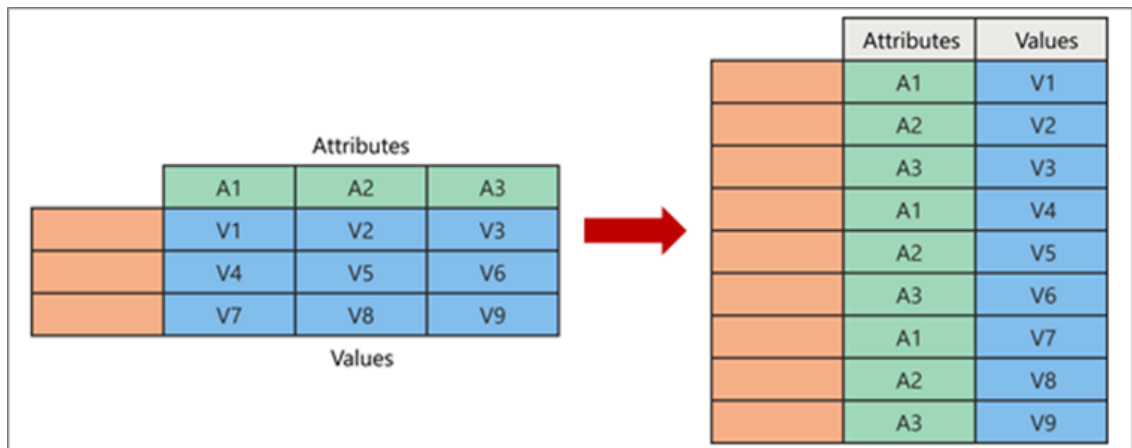 Attributes
A1 A2 A3
V1 V2 V3
V4 V5 V6
V7 V8 V9
Values
Attributes Values
A1 V1
A2 V2
A3 V3
A1 V4
A2 V5
A3 V6
A1 V7
A2 V8
A3 V9